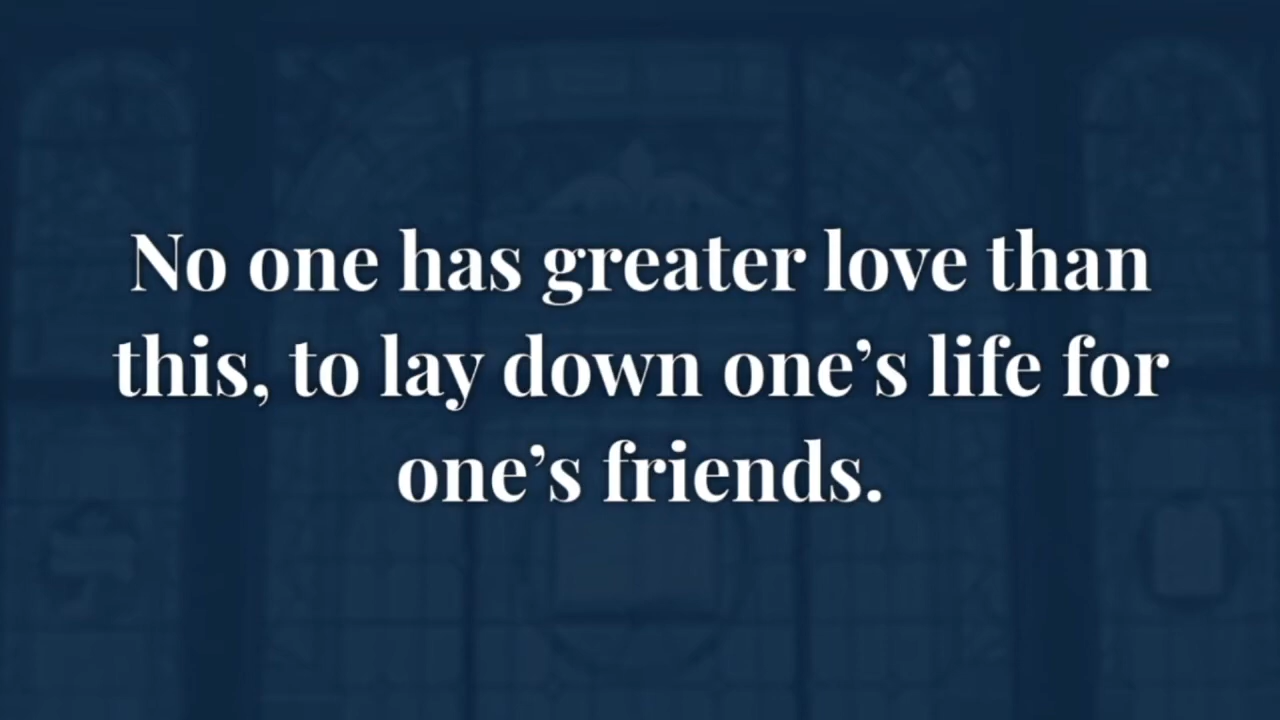 No one has greater love than
this, to lay down one’s life for
one’s friends.